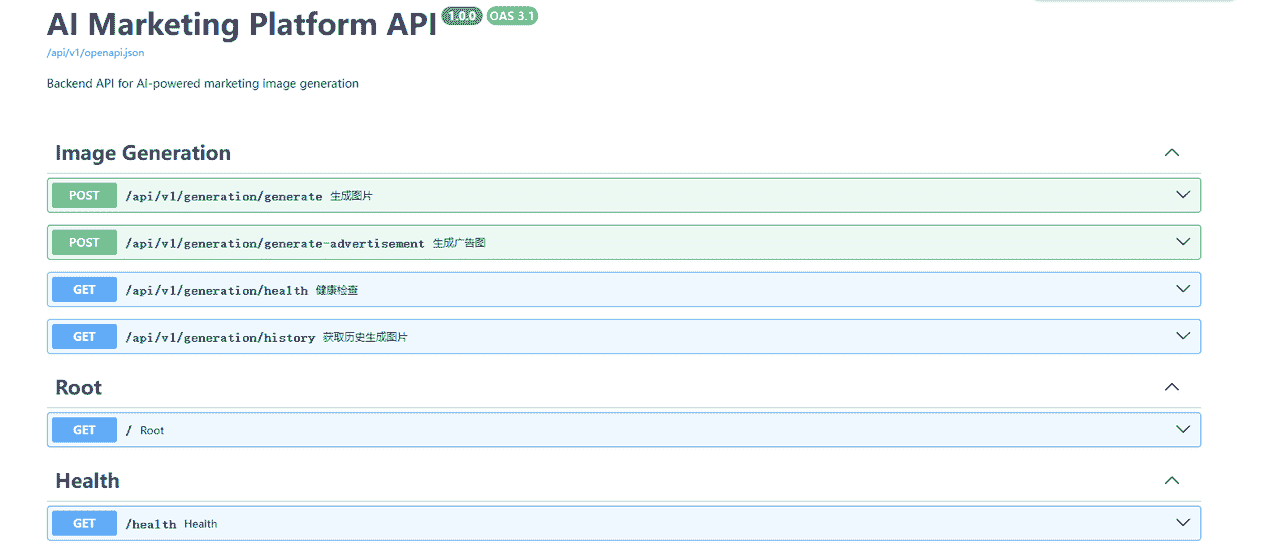 AI Marketing Platform API 1.0.0 OAS 3.1
/api/v1/openapi.json
Backend API for AI-powered marketing image generation
Image Generation
POST /api/v1/generation/generate 生成图片
POST /api/v1/generation/generate-advertisement 生成广告图
GET /api/v1/generation/health 健康检查
GET /api/v1/generation/history 获取历史生成图片
Root
GET / Root
Health
GET /health Health